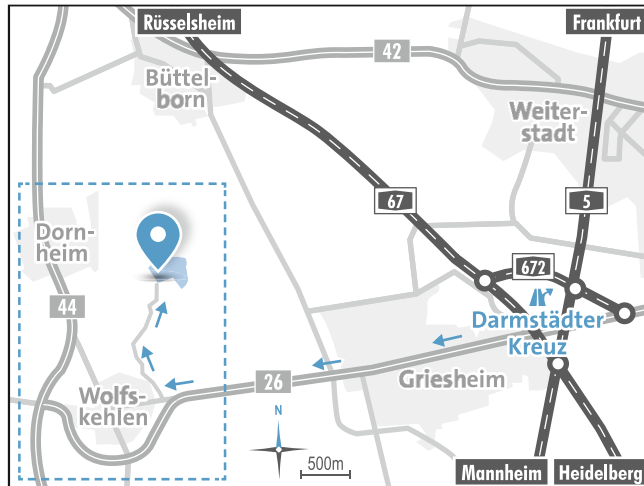 Rüsselsheim
Frankfurt
42
Büttel-
born
Weiter-
stadt
67
5
Dorn-
heim
672
44
Darmstädter
Kreuz
26
Griesheim
Wolfs-
kehlen
N
500m
Mannheim
Heidelberg